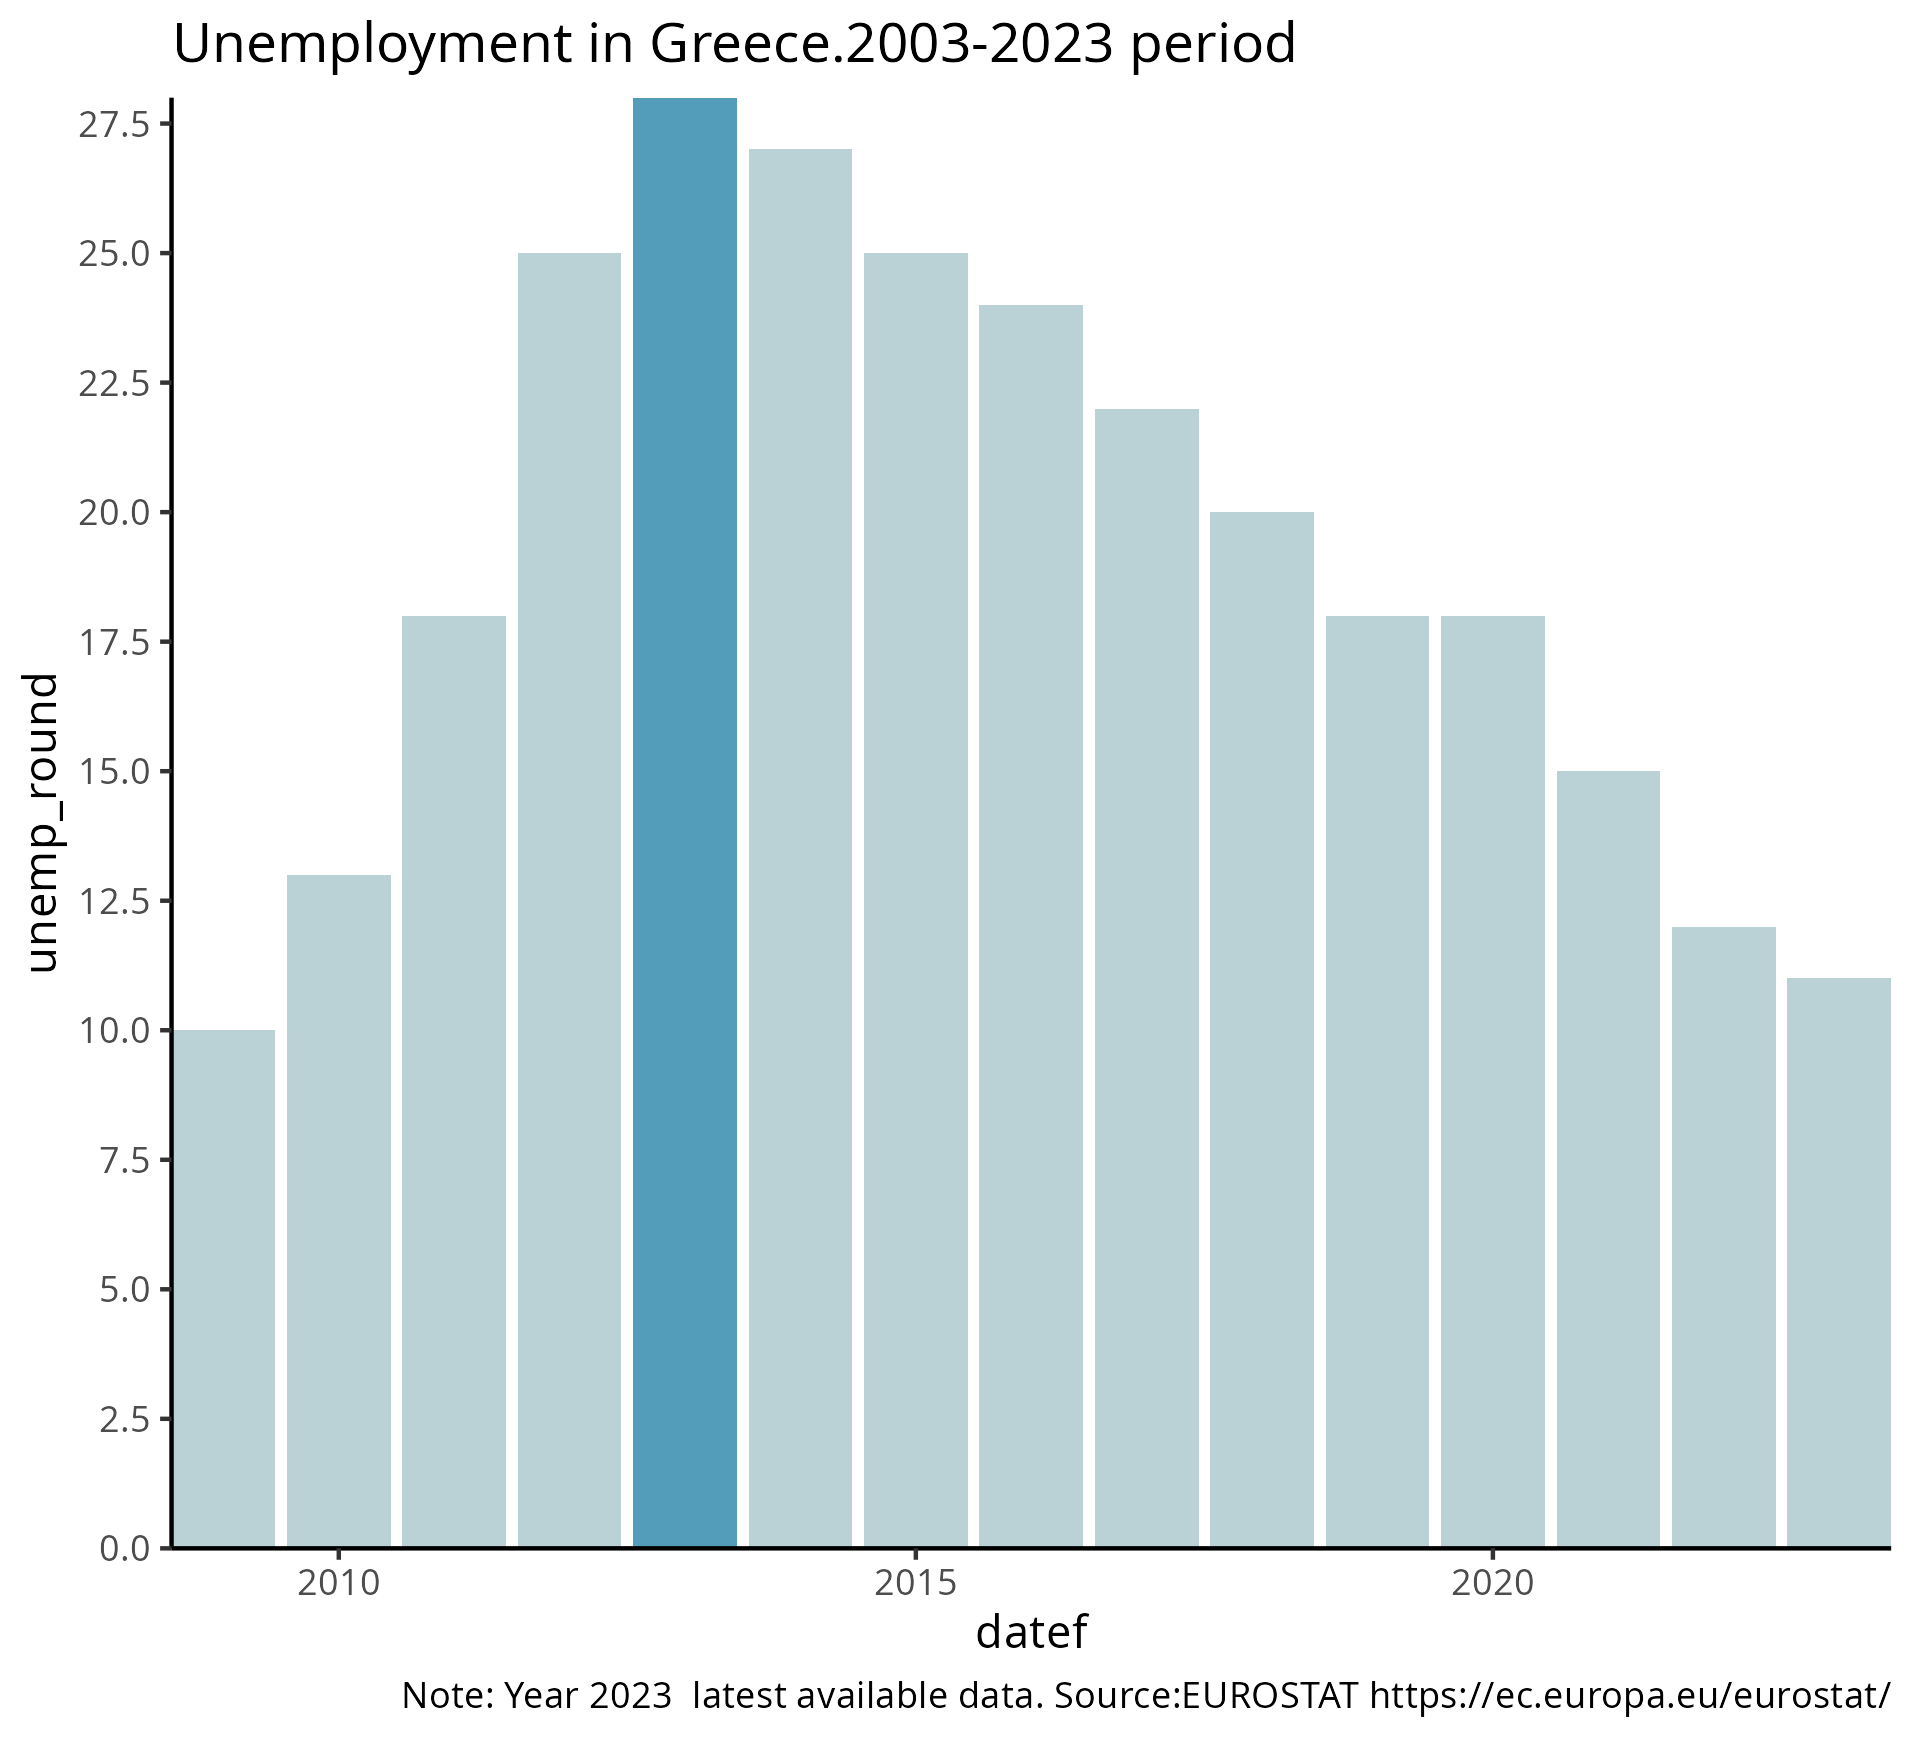 Unemployment in Greece.2003-2023 period
27.5
25.0
22.5
20.0
17.5
15.0
12.5
10.0
7.5
5.0
2.5
0.0
unemp_round
2010 2015 2020
datef
Note: Year 2023  latest available data. Source:EUROSTAT https://ec.europa.eu/eurostat/